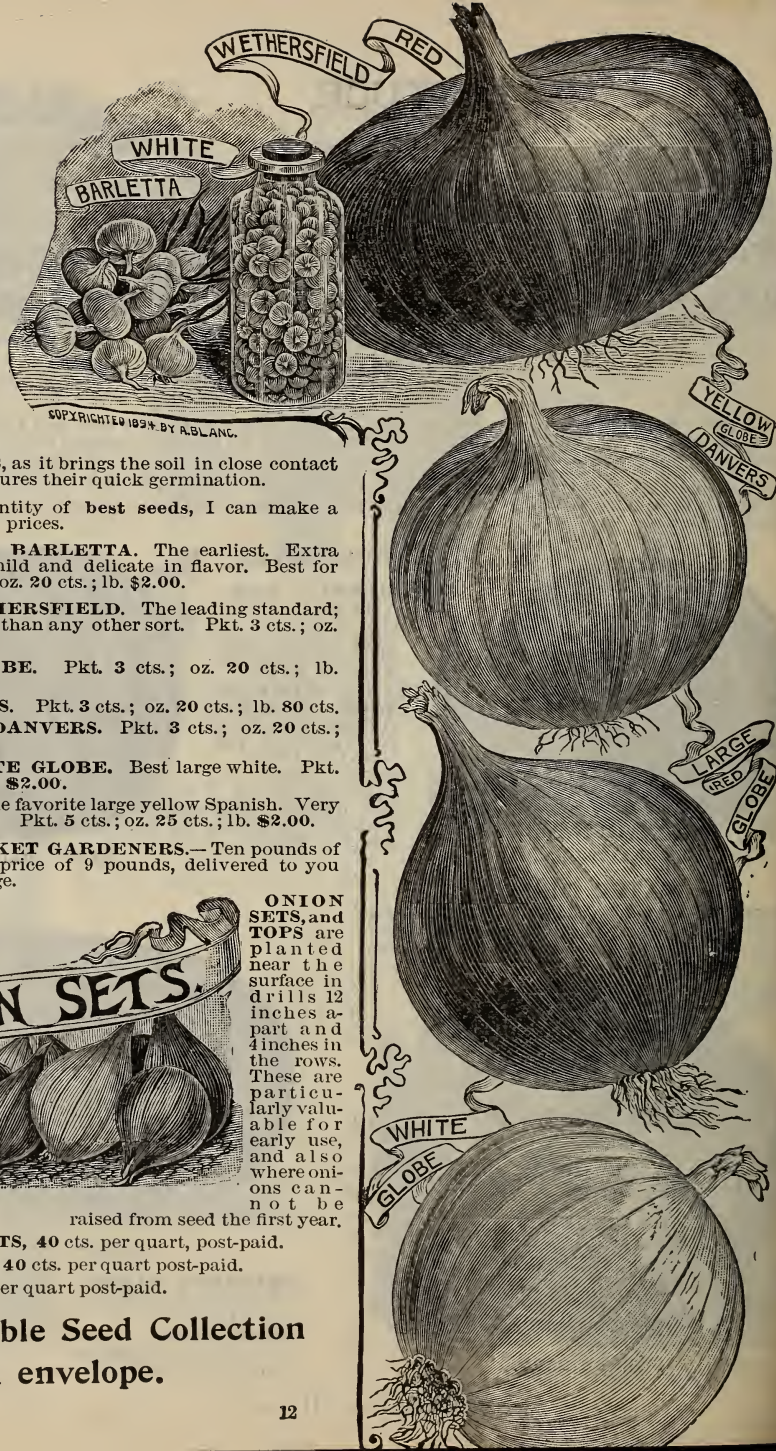 WETHERSFIELD RED
WHITE
BARLETTA
COPYRIGHTED 1894 BY A. BLANC.
YELLOW
GLOBE
DANVERS
LARGE
RED
GLOBE
WHITE
GLOBE
, as it brings the soil in close contact
ures their quick germination.
ntity of best seeds, I can make a
prices.
BARLETTA. The earliest. Extra
mild and delicate in flavor. Best for
oz. 20 cts.; lb. $2.00.
HERSFIELD. The leading standard;
than any other sort. Pkt. 3 cts.; oz.
BE. Pkt. 3 cts.; oz. 20 cts.; lb.
S. Pkt. 3 cts.; oz. 20 cts.; lb. 80 cts.
DANVERS. Pkt. 3 cts.; oz. 20 cts.;
TE GLOBE. Best large white. Pkt.
$2.00.
e favorite large yellow Spanish. Very
Pkt. 5 cts.; oz. 25 cts.; lb. $2.00.
KET GARDENERS.—Ten pounds of
price of 9 pounds, delivered to you
ge.
N SETS.
ONION
SETS, and
TOPS are
planted
near the
surface in
drills 12
inches a-
part and
4 inches in
the rows.
These are
particu-
larly valu-
able for
early use,
and also
where oni-
ons can-
not be
raised from seed the first year.
TS, 40 cts. per quart, post-paid.
40 cts. per quart post-paid.
er quart post-paid.
ble Seed Collection
envelope.
12